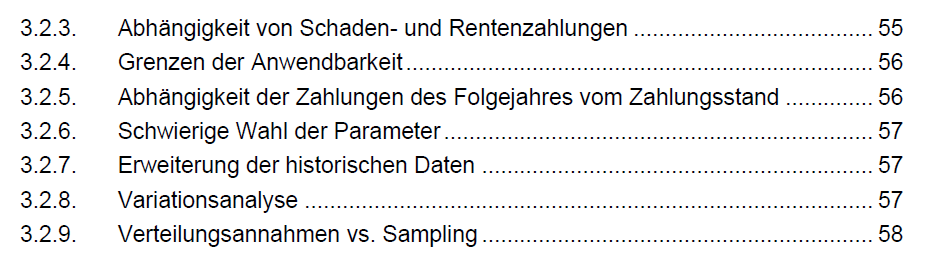 3.2.3. Abhängigkeit von Schaden- und Rentenzahlungen .................................. 55
3.2.4. Grenzen der Anwendbarkeit .................................................................. 56
3.2.5. Abhängigkeit der Zahlungen des Folgejahres vom Zahlungsstand ............ 56
3.2.6. Schwierige Wahl der Parameter ............................................................ 57
3.2.7. Erweiterung der historischen Daten ....................................................... 57
3.2.8. Variationsanalyse ................................................................................ 57
3.2.9. Verteilungsannahmen vs. Sampling ....................................................... 58